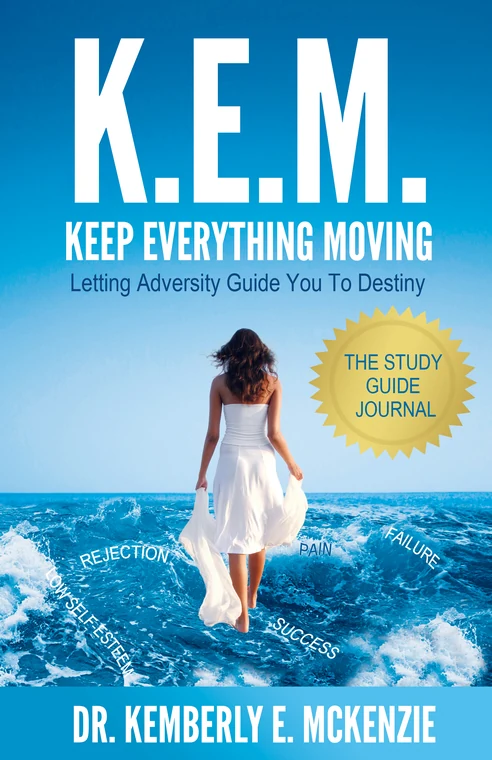 K.E.M.
KEEP EVERYTHING MOVING
Letting Adversity Guide You To Destiny
THE STUDY
GUIDE
JOURNAL
REJECTION
PAIN
FAILURE
LOW SELF-ESTEEM
SUCCESS
DR. KEMBERLY E. MCKENZIE